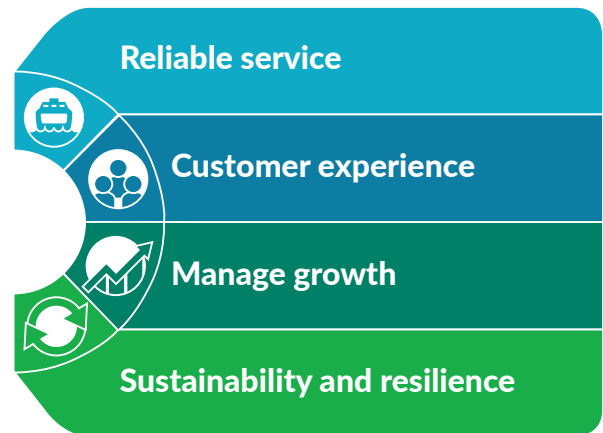 Reliable service
Customer experience
Manage growth
Sustainability and resilience